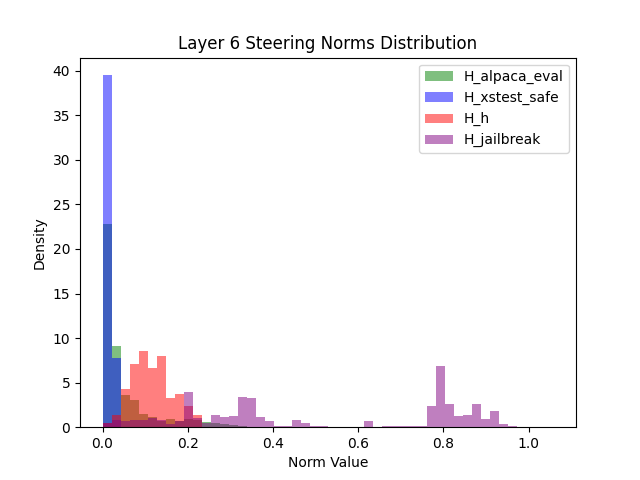 Layer 6 Steering Norms Distribution
H_alpaca_eval
H_xstest_safe
H_h
H_jailbreak
Density
40
35
30
25
20
15
10
5
0
0.0 0.2 0.4 0.6 0.8 1.0
Norm Value